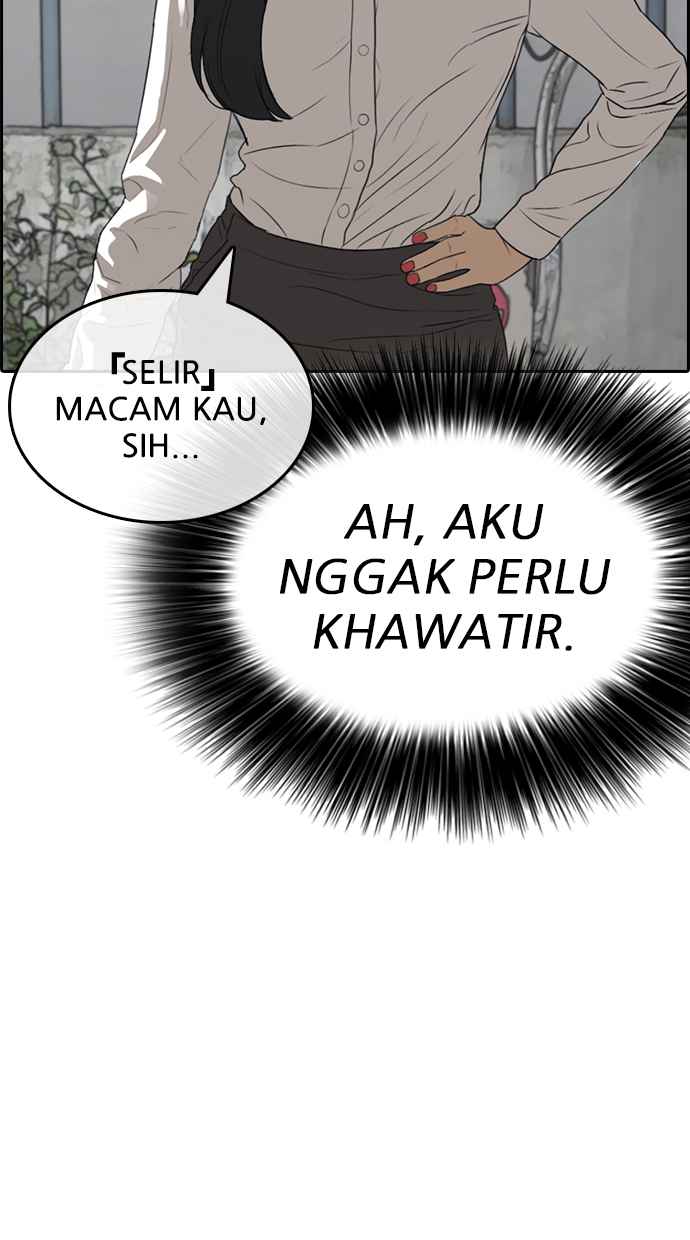 「SELIR」
MACAM KAU,
SIH...
AH, AKU
NGGAK PERLU
KHAWATIR.